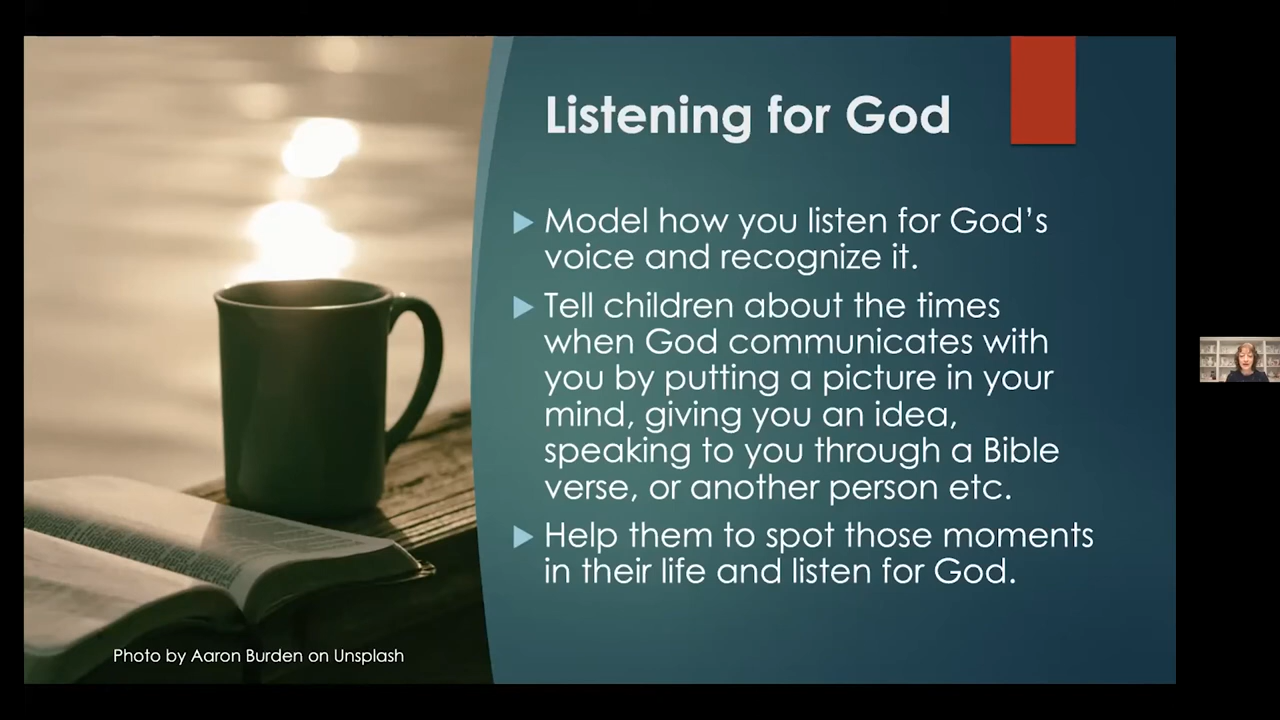 Listening for God
Model how you listen for God's
voice and recognize it.
Tell children about the times
when God communicates with
you by putting a picture in your
mind, giving you an idea,
speaking to you through a Bible
verse, or another person etc.
Help them to spot those moments
in their life and listen for God.
Photo by Aaron Burden on Unsplash